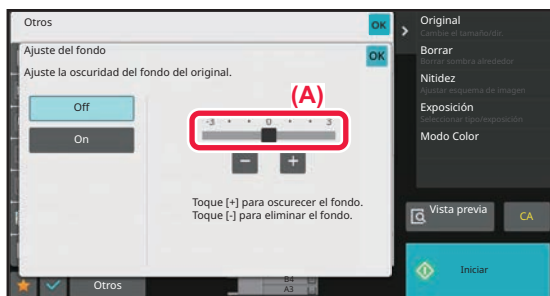 Otros
OK
Ajuste del fondo
OK
Ajuste la oscuridad del fondo del original.
Off
On
(A)
-3 • • 0 • • 3
− +
Toque [+] para oscurecer el fondo.
Toque [-] para eliminar el fondo.
Otros
B4
A3
Original
Cambie el tamaño/dir.
Borrar
Borrar sombra alrededor
Nitidez
Ajustar esquema de imagen
Exposición
Seleccionar tipo/exposición
Modo Color
Vista previa
CA
Iniciar